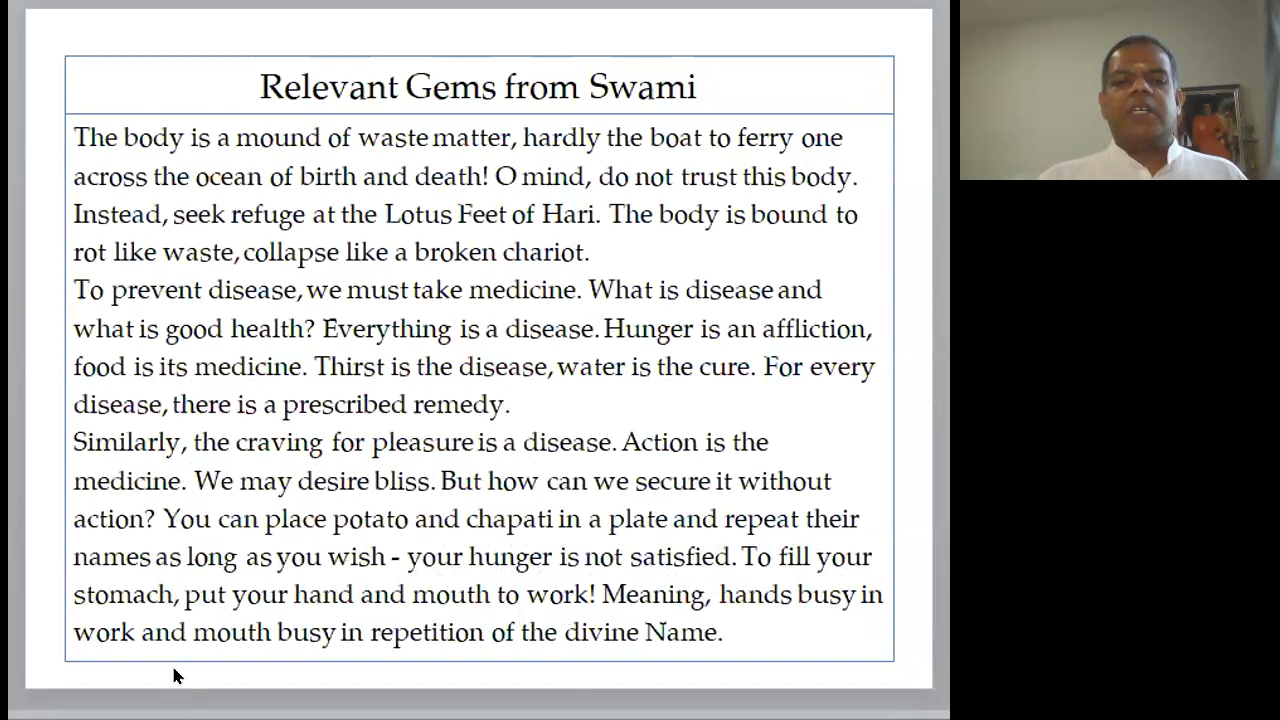 Relevant Gems from Swami
The body is a mound of waste matter, hardly the boat to ferry one
across the ocean of birth and death! O mind, do not trust this body.
Instead, seek refuge at the Lotus Feet of Hari. The body is bound to
rot like waste, collapse like a broken chariot.
To prevent disease, we must take medicine. What is disease and
what is good health? Everything is a disease. Hunger is an affliction,
food is its medicine. Thirst is the disease, water is the cure. For every
disease, there is a prescribed remedy.
Similarly, the craving for pleasure is a disease. Action is the
medicine. We may desire bliss. But how can we secure it without
action? You can place potato and chapati in a plate and repeat their
names as long as you wish - your hunger is not satisfied. To fill your
stomach, put your hand and mouth to work! Meaning, hands busy in
work and mouth busy in repetition of the divine Name.